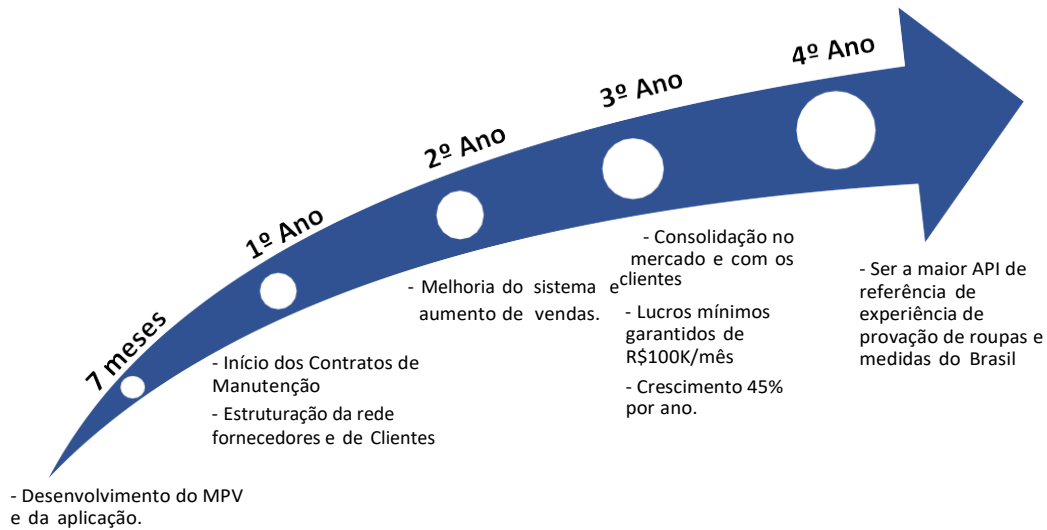 7 meses
- Desenvolvimento do MPV
e da aplicação.
1º Ano
- Início dos Contratos de
Manutenção
- Estruturação da rede
fornecedores e de Clientes
2º Ano
- Melhoria do sistema e
aumento de vendas.
3º Ano
- Consolidação no
mercado e com os
clientes
- Lucros mínimos
garantidos de
R$100K/mês
- Crescimento 45%
por ano.
4º Ano
- Ser a maior API de
referência de
experiência de
provação de roupas e
medidas do Brasil